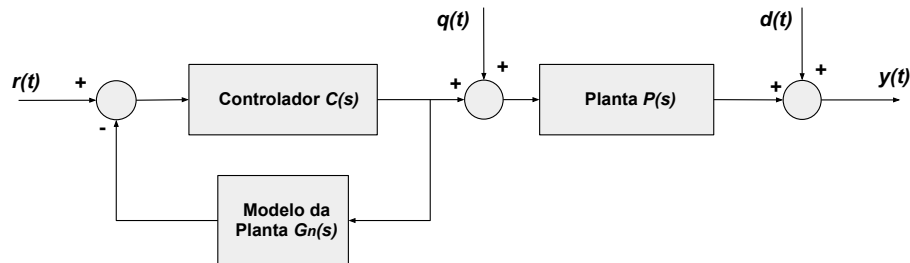 q(t)
d(t)
r(t)
+
-
Controlador C(s)
+
+
Planta P(s)
+
+
y(t)
Modelo da
Planta Gn(s)